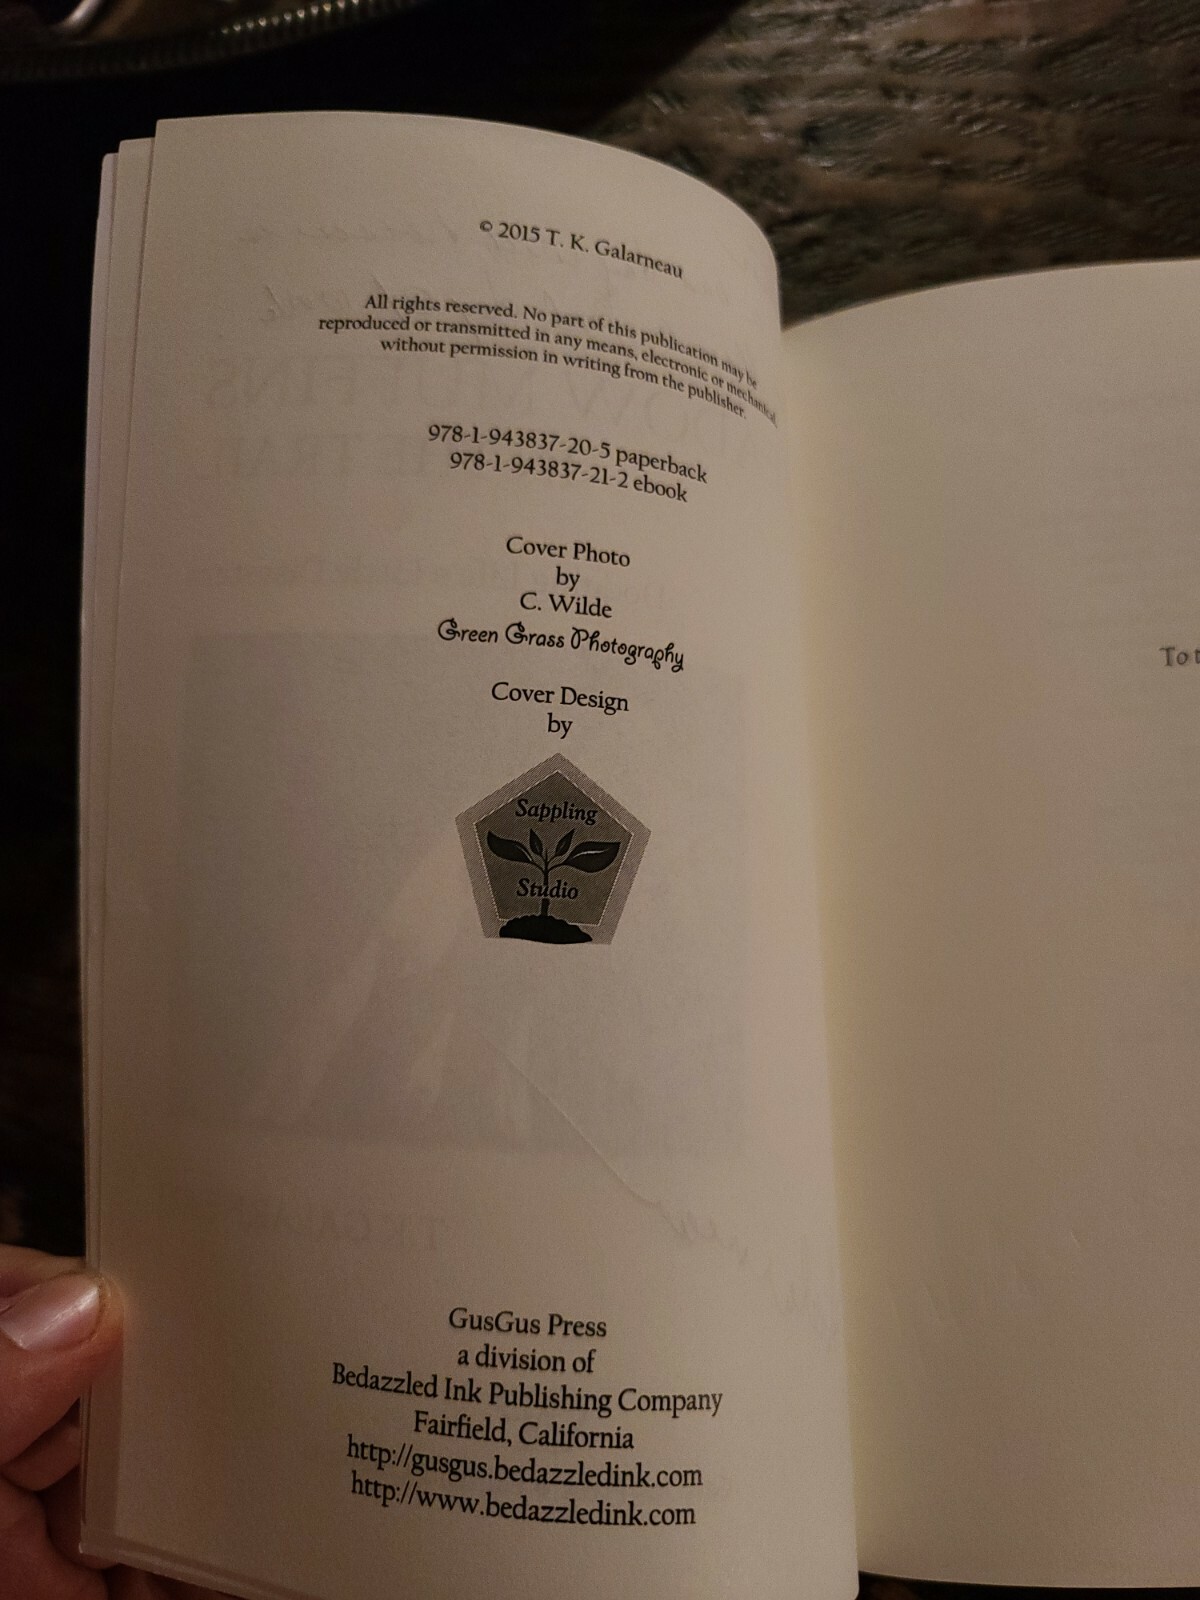 © 2015 T. K. Galarneau
All rights reserved. No part of this publication may be
reproduced or transmitted in any means, electronic or mechanical,
without permission in writing from the publisher.
978-1-943837-20-5 paperback
978-1-943837-21-2 ebook
Cover Photo
by
C. Wilde
Green Grass Photography
Cover Design
by
Sappling
Studio
GusGus Press
a division of
Bedazzled Ink Publishing Company
Fairfield, California
http://gusgus.bedazzledink.com
http://www.bedazzledink.com
To